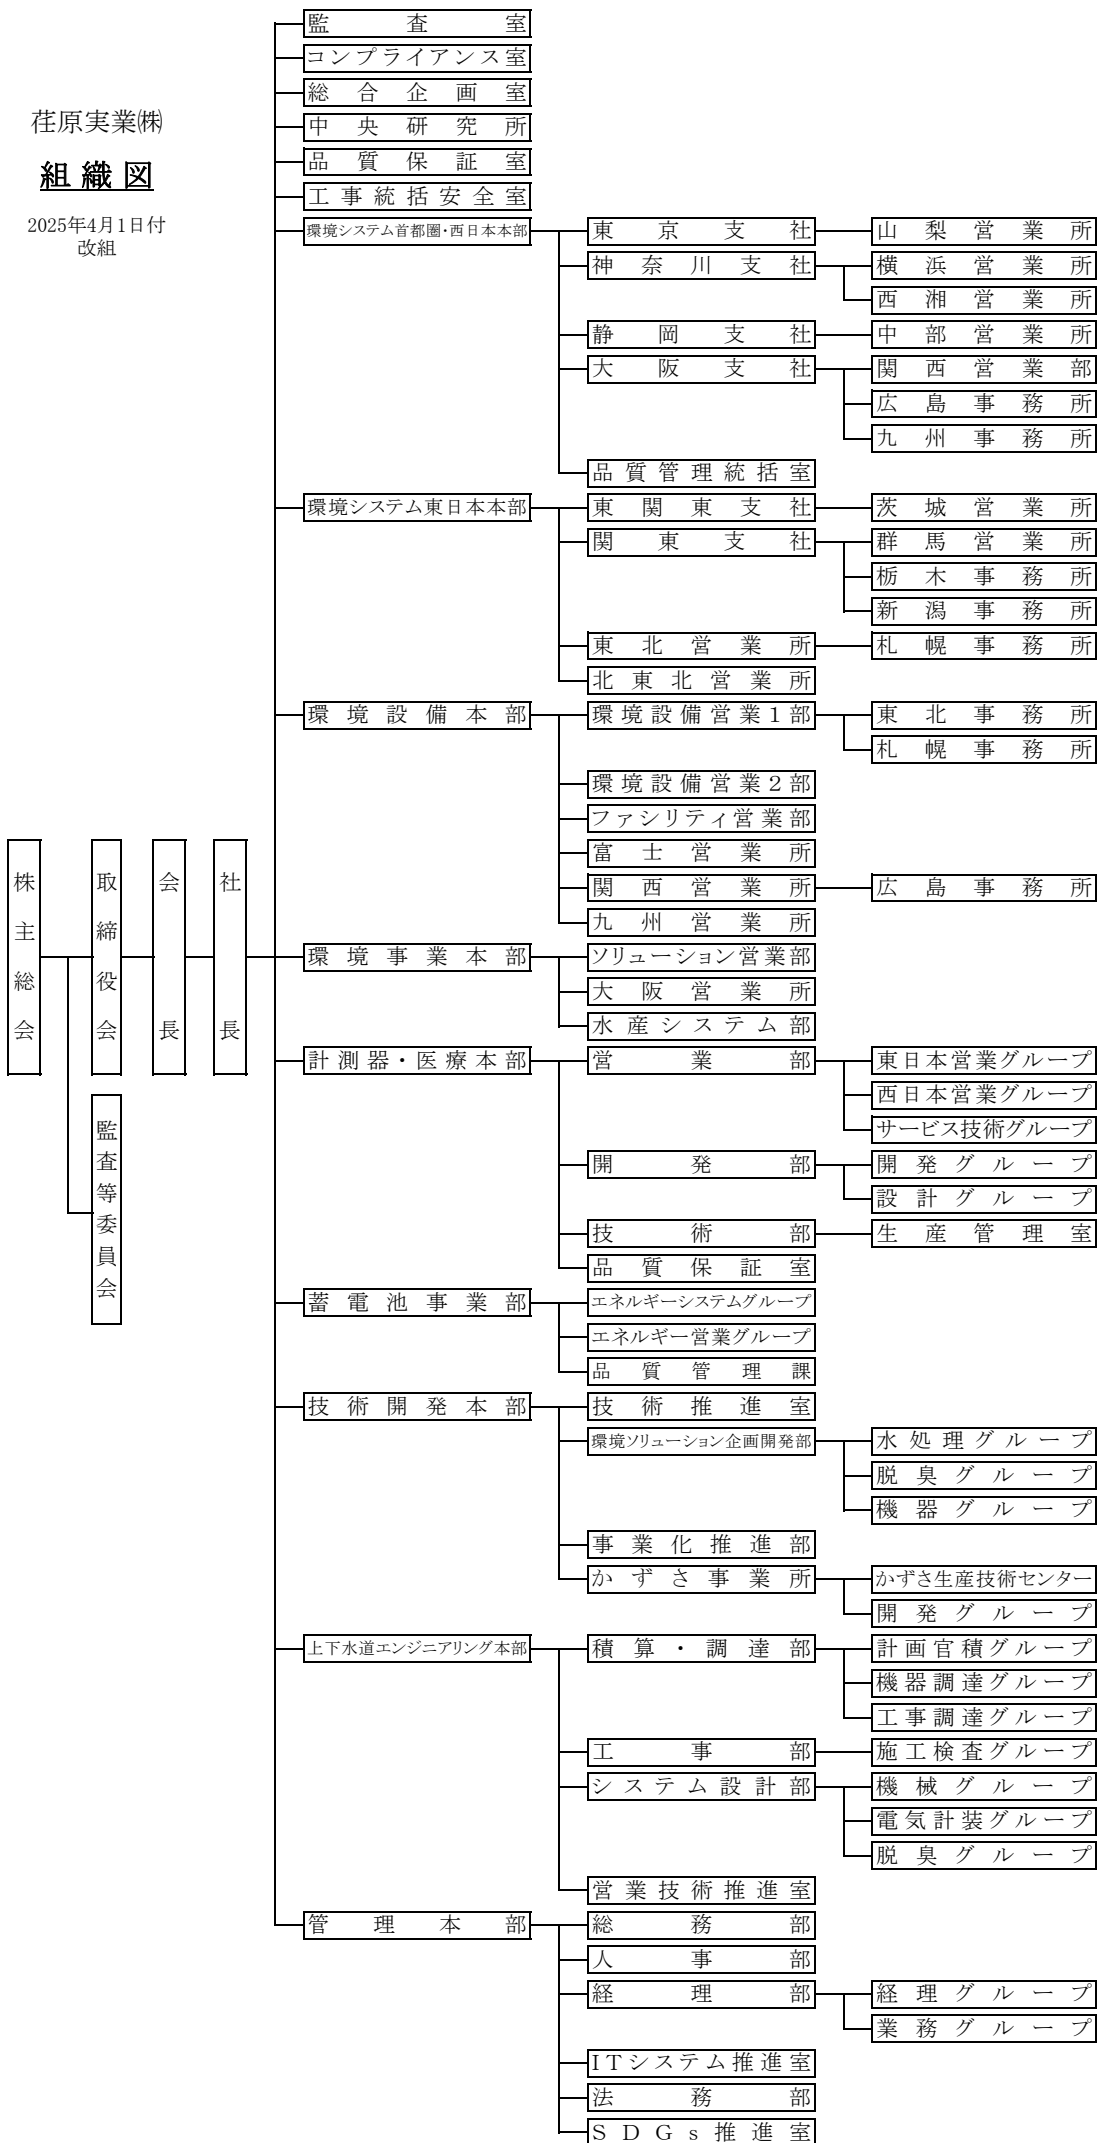 荏原実業㈱
組織図
2025年4月1日付
改組
株主総会
取締役会
監査等委員会
会長
社長
監査室
コンプライアンス室
総合企画室
中央研究所
品質保証室
工事統括安全室
環境システム首都圏・西日本本部
東京支社
山梨営業所
神奈川支社
横浜営業所
西湘営業所
静岡支社
中部営業所
大阪支社
関西営業部
広島事務所
九州事務所
品質管理統括室
環境システム東日本本部
東関東支社
茨城営業所
関東支社
群馬営業所
栃木事務所
新潟事務所
東北営業所
札幌事務所
北東北営業所
環境設備本部
環境設備営業1部
東北事務所
札幌事務所
環境設備営業2部
ファシリティ営業部
富士営業所
関西営業所
広島事務所
九州営業所
環境事業本部
ソリューション営業部
大阪営業所
水産システム部
計測器・医療本部
営業部
東日本営業グループ
西日本営業グループ
サービス技術グループ
開発部
開発グループ
設計グループ
技術部
生産管理室
品質保証室
蓄電池事業部
エネルギーシステムグループ
エネルギー営業グループ
品質管理課
技術開発本部
技術推進室
環境ソリューション企画開発部
水処理グループ
脱臭グループ
機器グループ
事業化推進部
かずさ事業所
かずさ生産技術センター
開発グループ
上下水道エンジニアリング本部
積算・調達部
計画官積グループ
機器調達グループ
工事調達グループ
工事部
施工検査グループ
システム設計部
機械グループ
電気計装グループ
脱臭グループ
営業技術推進室
管理本部
総務部
人事部
経理部
経理グループ
業務グループ
ITシステム推進室
法務部
SDGs推進室